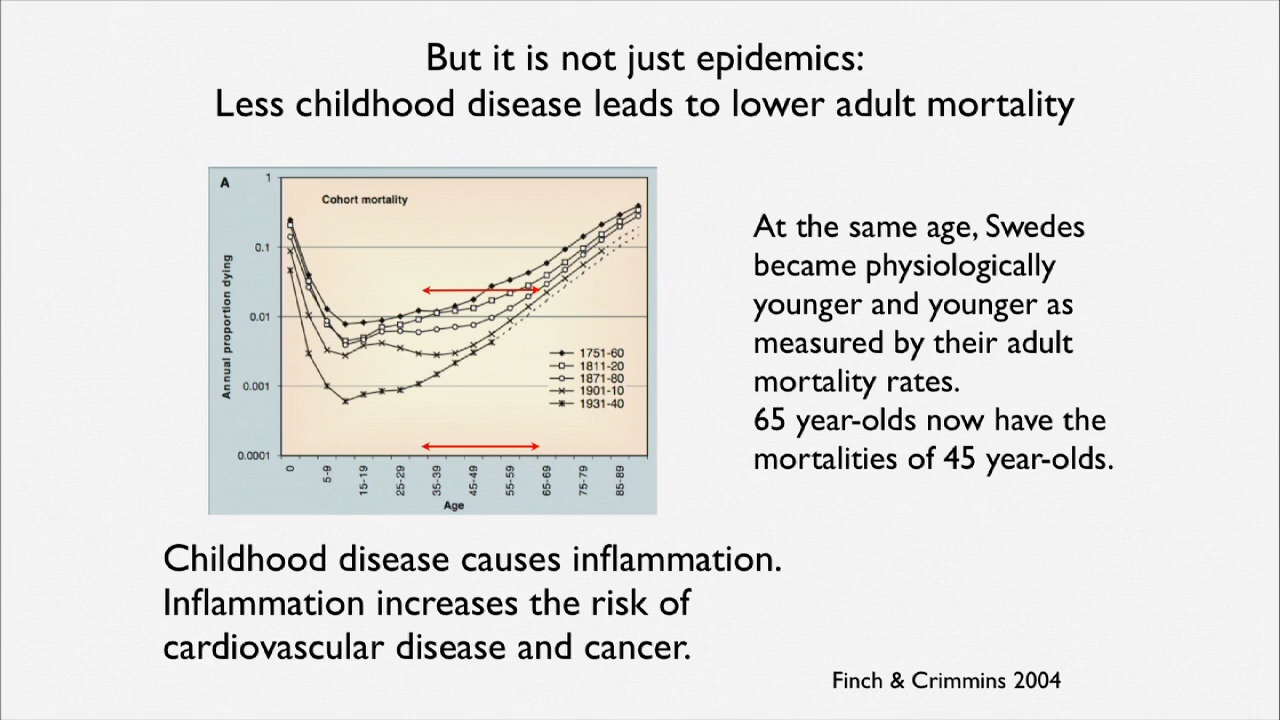 But it is not just epidemics:
Less childhood disease leads to lower adult mortality
A
Cohort mortality
1
0.1
0.01
0.001
0.0001
Annual proportion dying
1751-60
1811-20
1871-80
1901-10
1931-40
0
5-9
15-19
25-29
35-39
45-49
55-59
65-69
75-79
85-89
Age
At the same age, Swedes
became physiologically
younger and younger as
measured by their adult
mortality rates.
65 year-olds now have the
mortalities of 45 year-olds.
Childhood disease causes inflammation.
Inflammation increases the risk of
cardiovascular disease and cancer.
Finch & Crimmins 2004